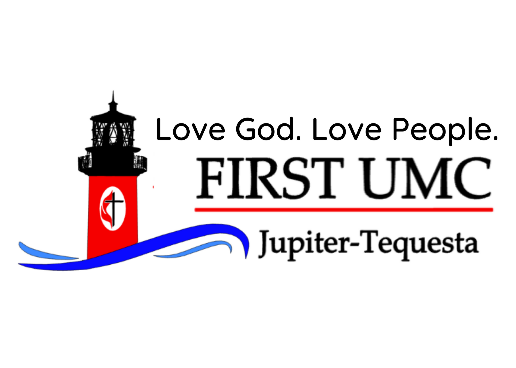 Love God. Love People.
FIRST UMC
Jupiter-Tequesta